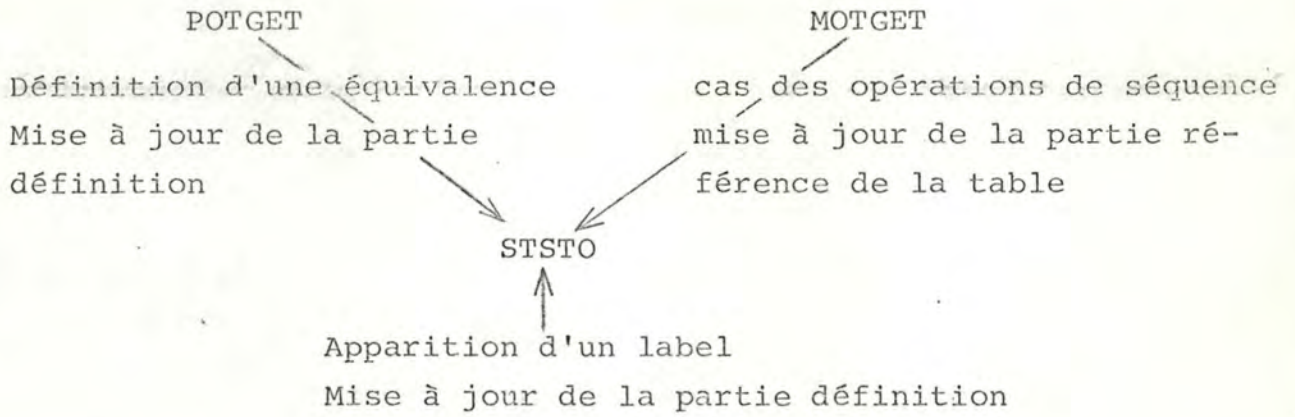 POTGET
MOTGET
Définition d'une équivalence
Mise à jour de la partie
définition
cas des opérations de séquence
mise à jour de la partie ré-
férence de la table
STSTO
Apparition d'un label
Mise à jour de la partie définition